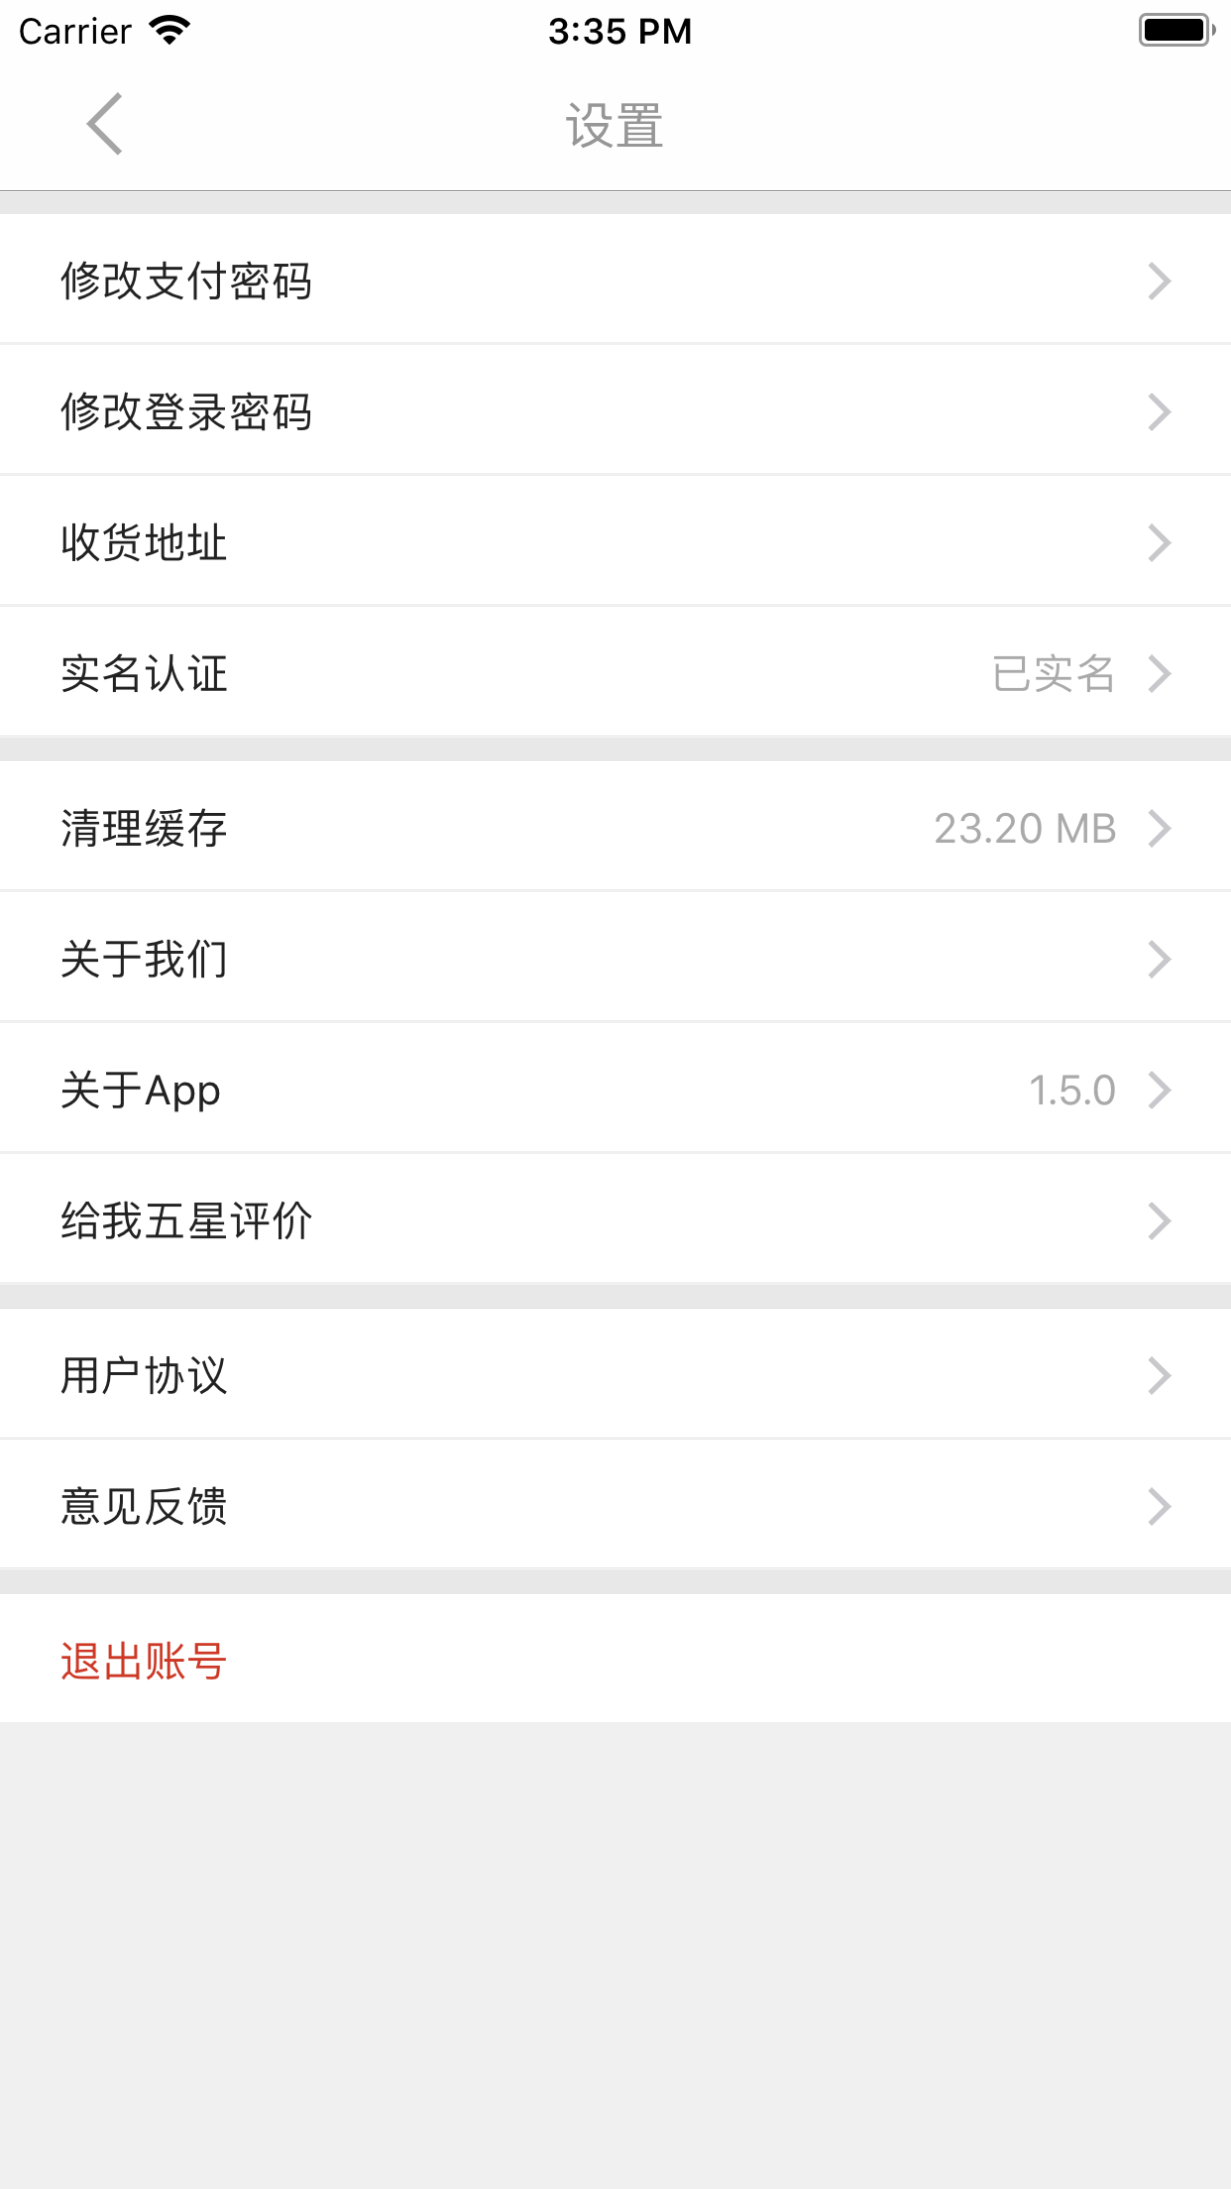 Carrier 3:35 PM
设置
修改支付密码
修改登录密码
收货地址
实名认证 已实名
清理缓存 23.20 MB
关于我们
关于App 1.5.0
给我五星评价
用户协议
意见反馈
退出账号